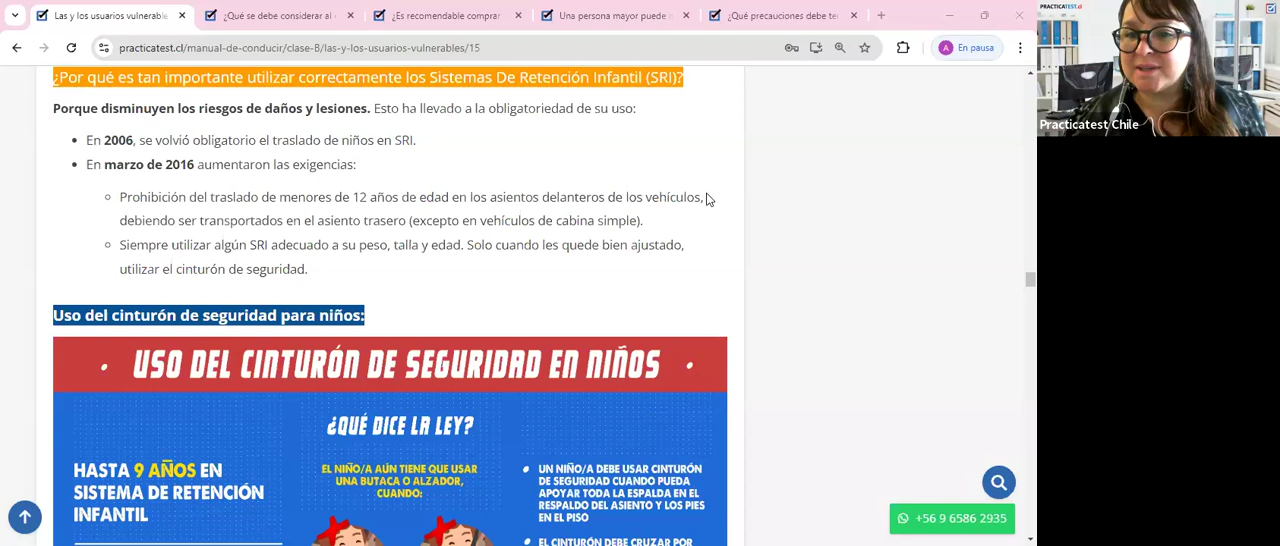 Las y los usuarios vulnerable
¿Qué se debe considerar al
¿Es recomendable comprar
Una persona mayor puede
¿Qué precauciones debe te
practicatest.cl/manual-de-conducir/clase-B/las-y-los-usuarios-vulnerables/15
A
En pausa
PRACTICATEST.cl
Practicatest Chile
¿Por qué es tan importante utilizar correctamente los Sistemas De Retención Infantil (SRI)?
Porque disminuyen los riesgos de daños y lesiones. Esto ha llevado a la obligatoriedad de su uso:
En 2006, se volvió obligatorio el traslado de niños en SRI.
En marzo de 2016 aumentaron las exigencias:
Prohibición del traslado de menores de 12 años de edad en los asientos delanteros de los vehículos,
debiendo ser transportados en el asiento trasero (excepto en vehículos de cabina simple).
Siempre utilizar algún SRI adecuado a su peso, talla y edad. Solo cuando les quede bien ajustado,
utilizar el cinturón de seguridad.
Uso del cinturón de seguridad para niños:
• USO DEL CINTURÓN DE SEGURIDAD EN NIÑOS •
¿QUÉ DICE LA LEY?
HASTA 9 AÑOS EN
SISTEMA DE RETENCIÓN
INFANTIL
EL NIÑO/A AÚN TIENE QUE USAR
UNA BUTACA O ALZADOR,
CUANDO:
• UN NIÑO/A DEBE USAR CINTURÓN
DE SEGURIDAD CUANDO PUEDA
APOYAR TODA LA ESPALDA EN EL
RESPALDO DEL ASIENTO Y LOS PIES
EN EL PISO
• EL CINTURÓN DEBE CRUZAR POR
+56 9 6586 2935